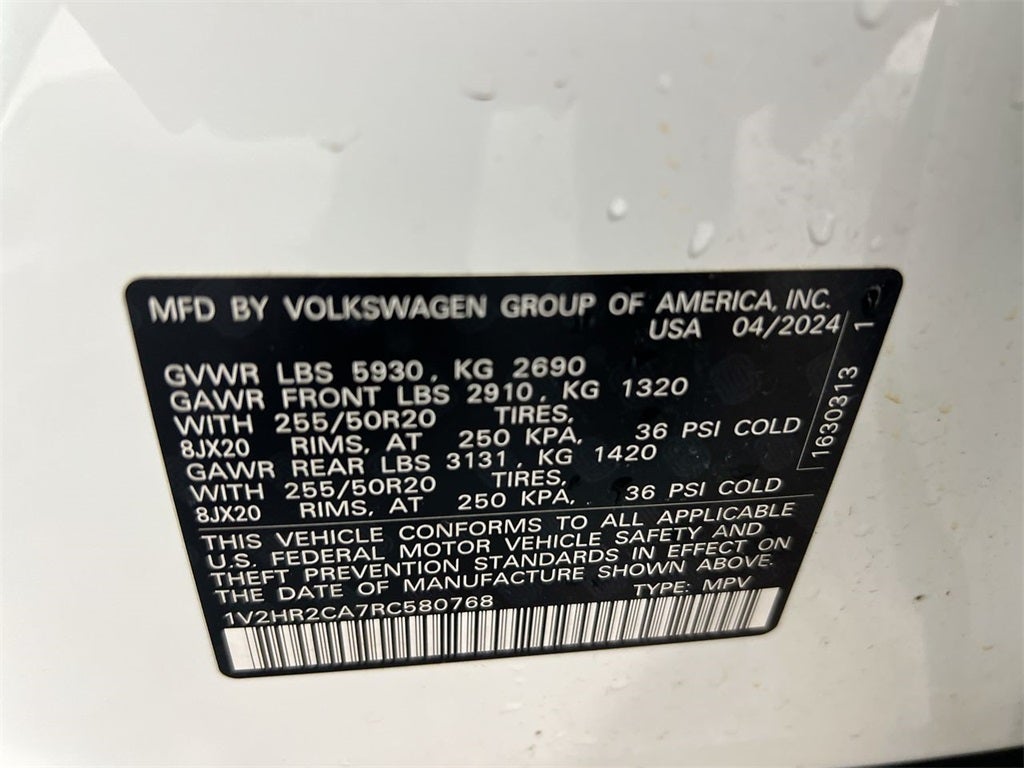 MFD BY VOLKSWAGEN GROUP OF AMERICA, INC.
USA 04/2024
GVWR LBS 5930, KG 2690
GAWR FRONT LBS 2910, KG 1320
WITH 255/50R20 TIRES,
8JX20 RIMS, AT 250 KPA, 36 PSI COLD
GAWR REAR LBS 3131, KG 1420
WITH 255/50R20 TIRES,
8JX20 RIMS, AT 250 KPA, 36 PSI COLD
THIS VEHICLE CONFORMS TO ALL APPLICABLE
U.S. FEDERAL MOTOR VEHICLE SAFETY AND
THEFT PREVENTION STANDARDS IN EFFECT ON
THE DATE OF MANUFACTURE SHOWN ABOVE.
1V2HR2CA7RC580768 TYPE: MPV
1630313 1